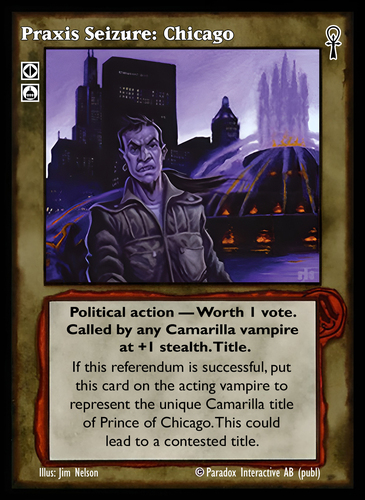 Praxis Seizure: Chicago
Political action — Worth 1 vote.
Called by any Camarilla vampire
at +1 stealth. Title.
If this referendum is successful, put
this card on the acting vampire to
represent the unique Camarilla title
of Prince of Chicago. This could
lead to a contested title.
Illus: Jim Nelson © Paradox Interactive AB (publ)